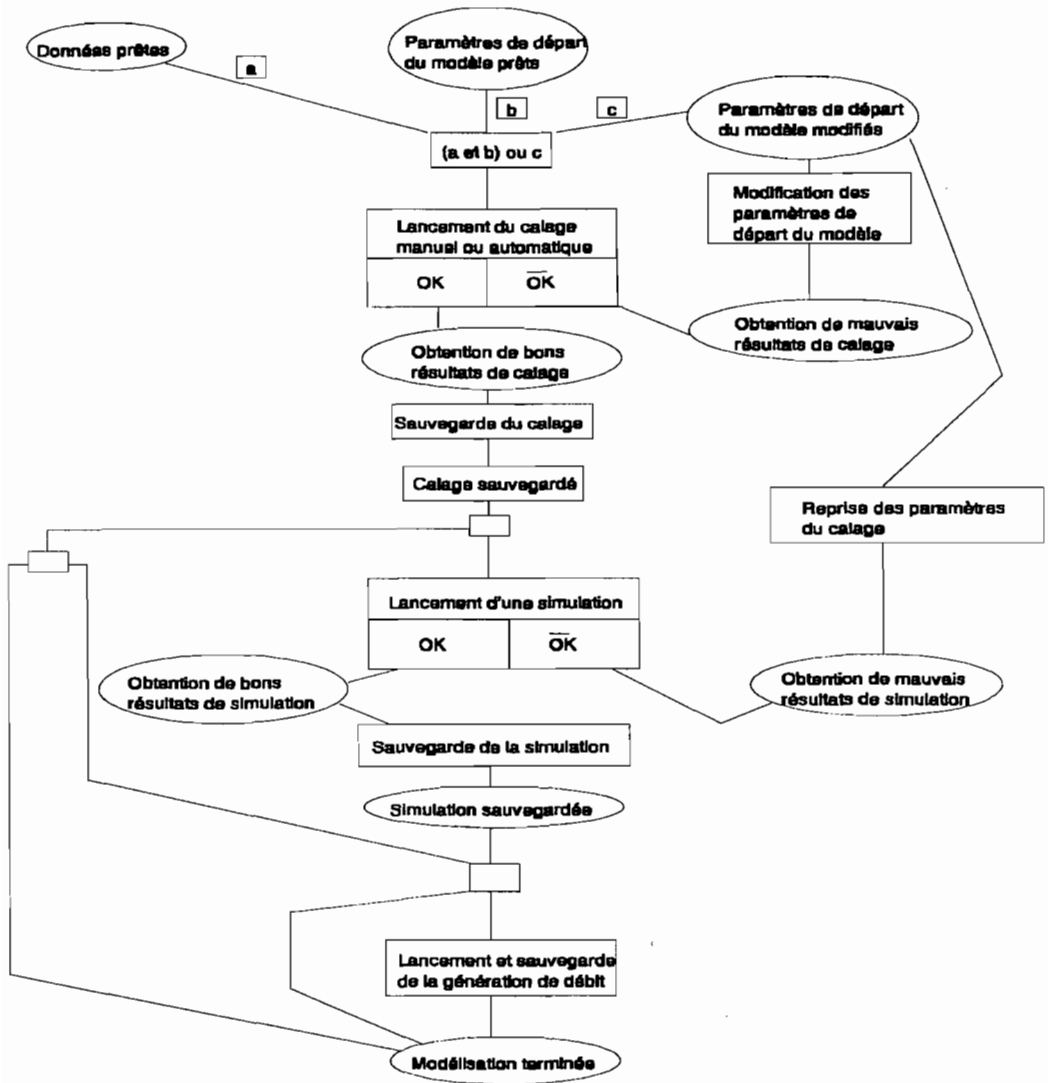 Données prêtes
Paramètres de départ
du modèle prêts
a
b
c
Paramètres de départ
du modèle modifiés
(a et b) ou c
Modification des
paramètres de
départ du modèle
Lancement du calage
manuel ou automatique
OK
O̅K̅
Obtention de mauvais
résultats de calage
Obtention de bons
résultats de calage
Sauvegarde du calage
Calage sauvegardé
Reprise des paramètres
du calage
Lancement d'une simulation
OK
O̅K̅
Obtention de bons
résultats de simulation
Obtention de mauvais
résultats de simulation
Sauvegarde de la simulation
Simulation sauvegardée
Lancement et sauvegarde
de la génération de débit
Modélisation terminée